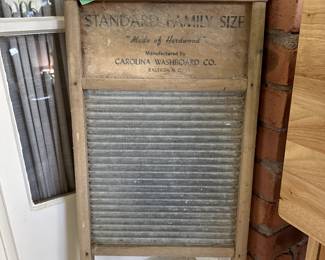 STANDARD FAMILY SIZE
"Made of Hardwood"
Manufactured by
CAROLINA WASHBOARD CO.
RALEIGH, N. C.